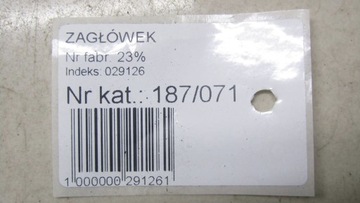 ZAGŁÓWEK
Nr fabr. 23%
Indeks: 029126
Nr kat.: 187/071
1 000000 291261